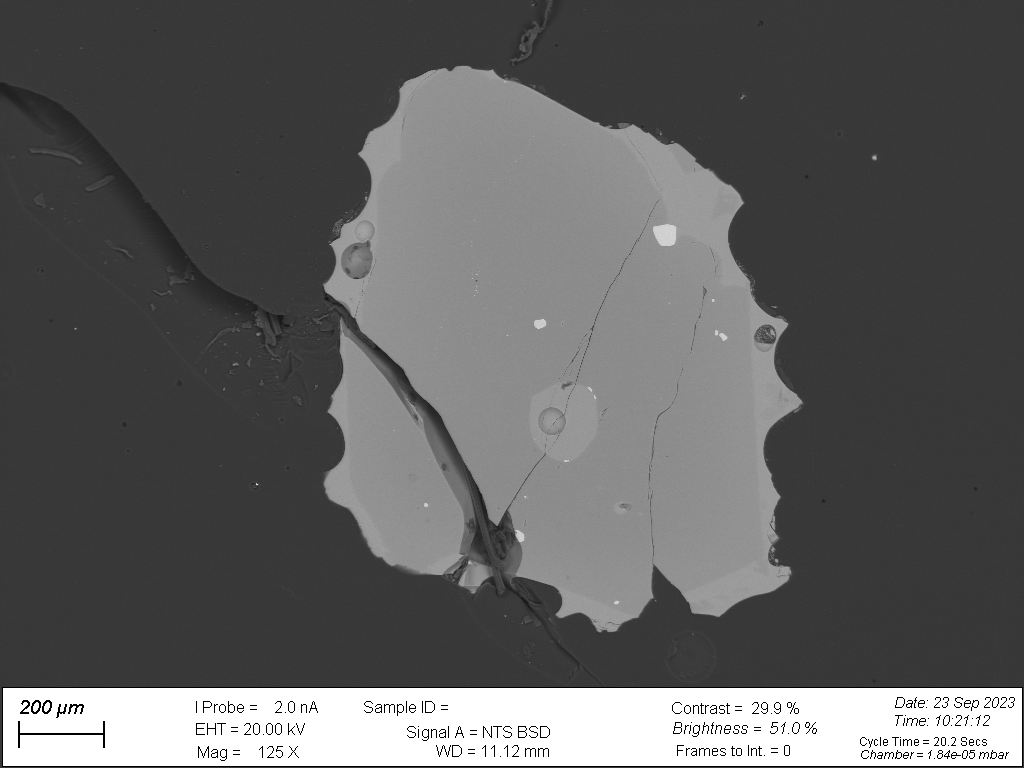 200 µm
I Probe = 2.0 nA
EHT = 20.00 kV
Mag = 125 X
Sample ID =
Signal A = NTS BSD
WD = 11.12 mm
Contrast = 29.9 %
Brightness = 51.0 %
Frames to Int. = 0
Date: 23 Sep 2023
Time: 10:21:12
Cycle Time = 20.2 Secs
Chamber = 1.84e-05 mbar